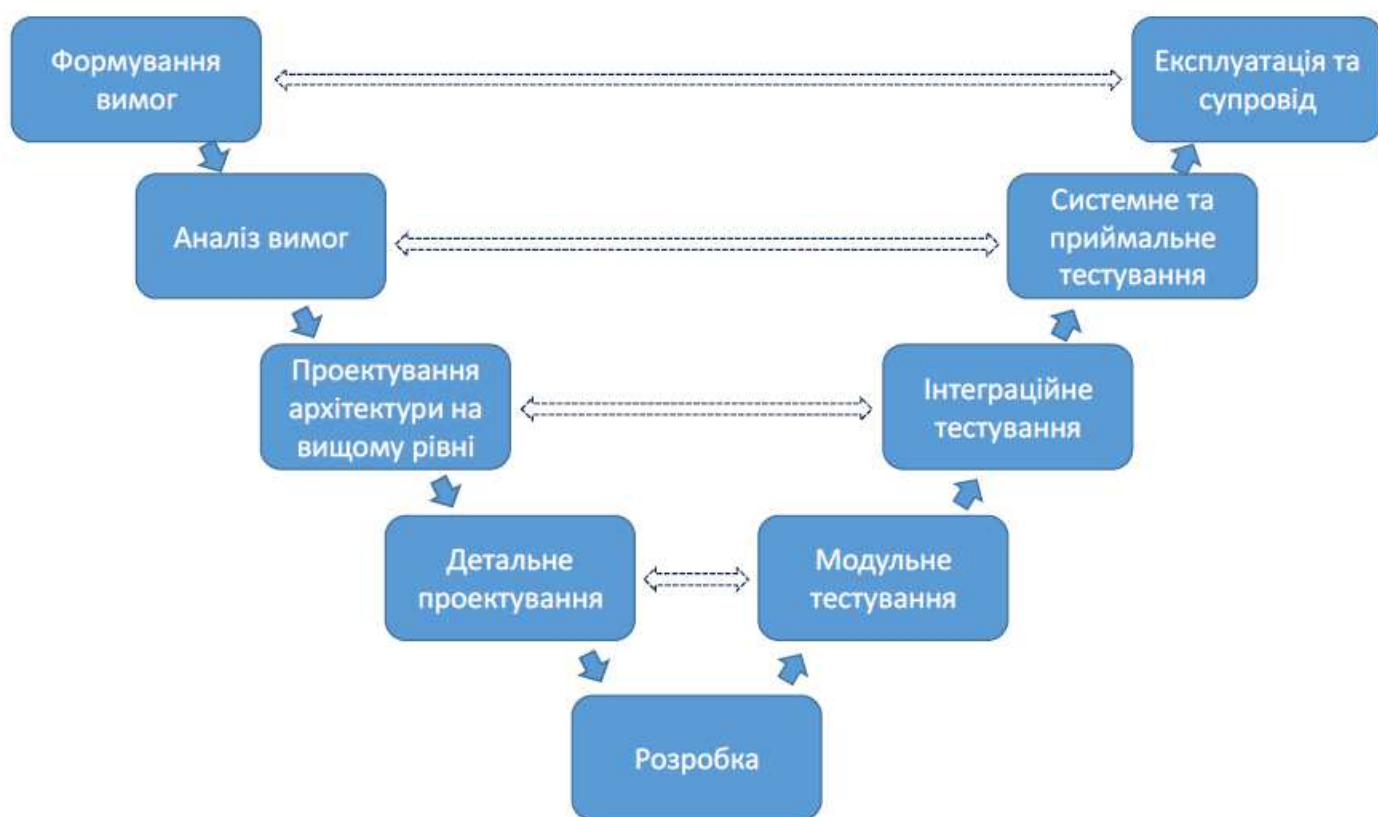 Формування
вимог
Експлуатація та
супровід
Аналіз вимог
Системне та
приймальне
тестування
Проектування
архітектури на
вищому рівні
Інтеграційне
тестування
Детальне
проектування
Модульне
тестування
Розробка